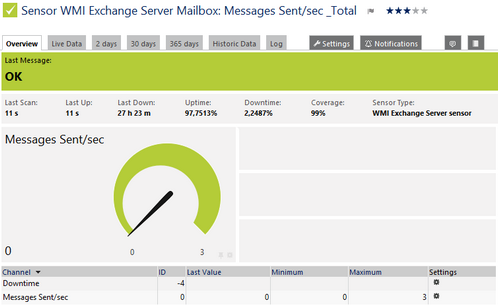 Sensor WMI Exchange Server Mailbox: Messages Sent/sec _Total
Overview Live Data 2 days 30 days 365 days Historic Data Log Settings Notifications
Last Message:
OK
Last Scan: Last Up: Last Down: Uptime: Downtime: Coverage: Sensor Type:
11 s 11 s 27 h 23 m 97,7513% 2,2487% 99% WMI Exchange Server sensor
Messages Sent/sec
0 0 3
Channel ID Last Value Minimum Maximum Settings
Downtime -4
Messages Sent/sec 0 0 0 3